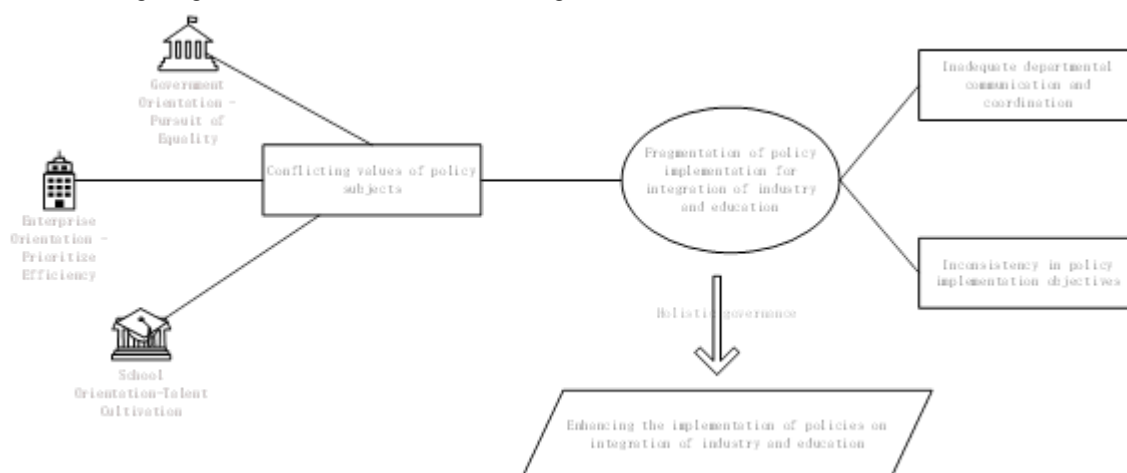 Government
Orientation -
Pursuit of
Equality
Enterprise
Orientation -
Prioritize
Efficiency
School
Orientation-Talent
Cultivation
Conflicting values of policy
subjects
Fragmentation of policy
implementation for
integration of industry
and education
Inadequate departmental
communication and
coordination
Inconsistency in policy
implementation objectives
Holistic governance
Enhancing the implementation of policies on
integration of industry and education